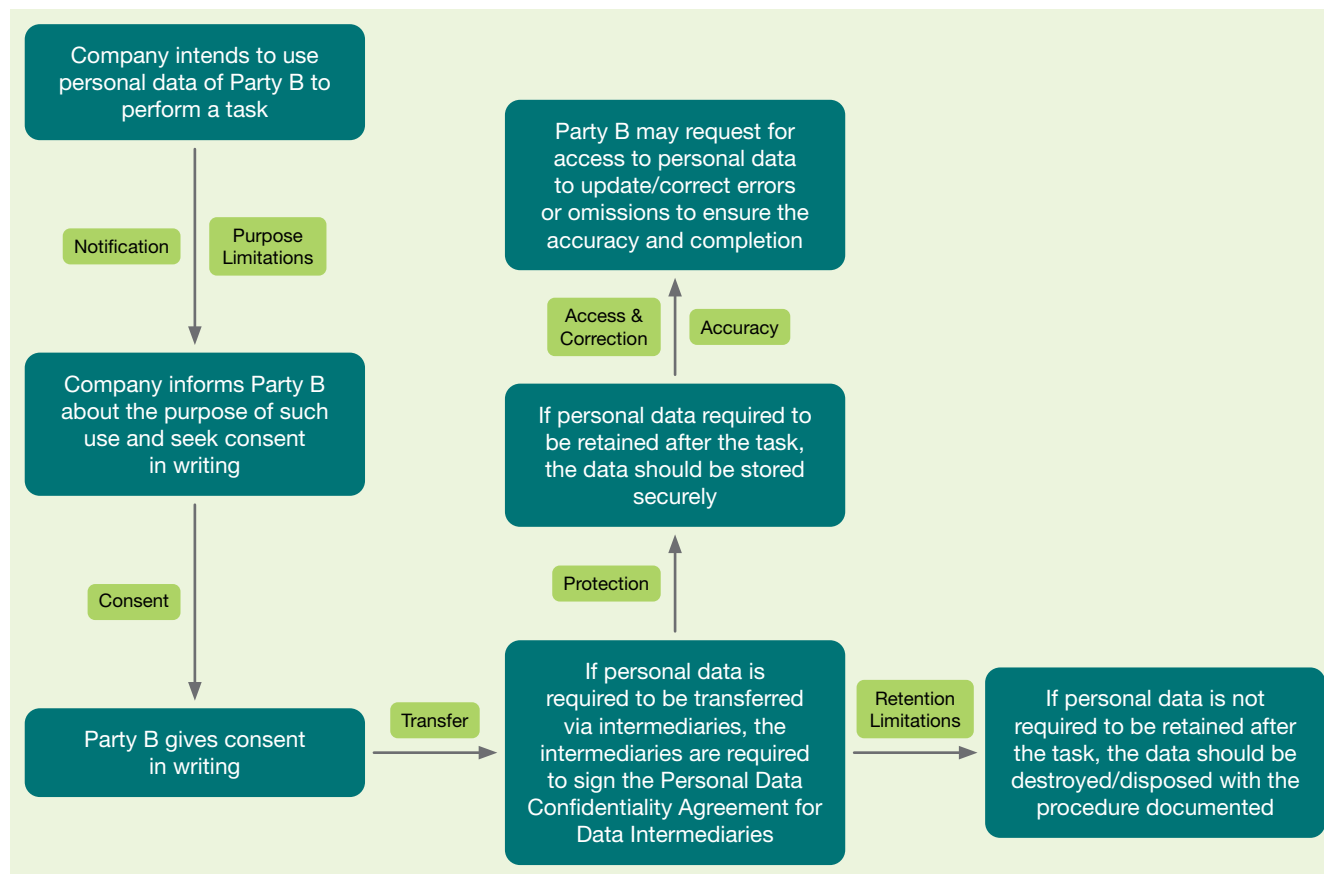 Company intends to use
personal data of Party B to
perform a task
Notification
Purpose
Limitations
Company informs Party B
about the purpose of such
use and seek consent
in writing
Consent
Party B gives consent
in writing
Transfer
If personal data is
required to be transferred
via intermediaries, the
intermediaries are required
to sign the Personal Data
Confidentiality Agreement for
Data Intermediaries
Protection
If personal data required to
be retained after the task,
the data should be stored
securely
Access &
Correction
Accuracy
Party B may request for
access to personal data
to update/correct errors
or omissions to ensure the
accuracy and completion
Retention
Limitations
If personal data is not
required to be retained after
the task, the data should be
destroyed/disposed with the
procedure documented